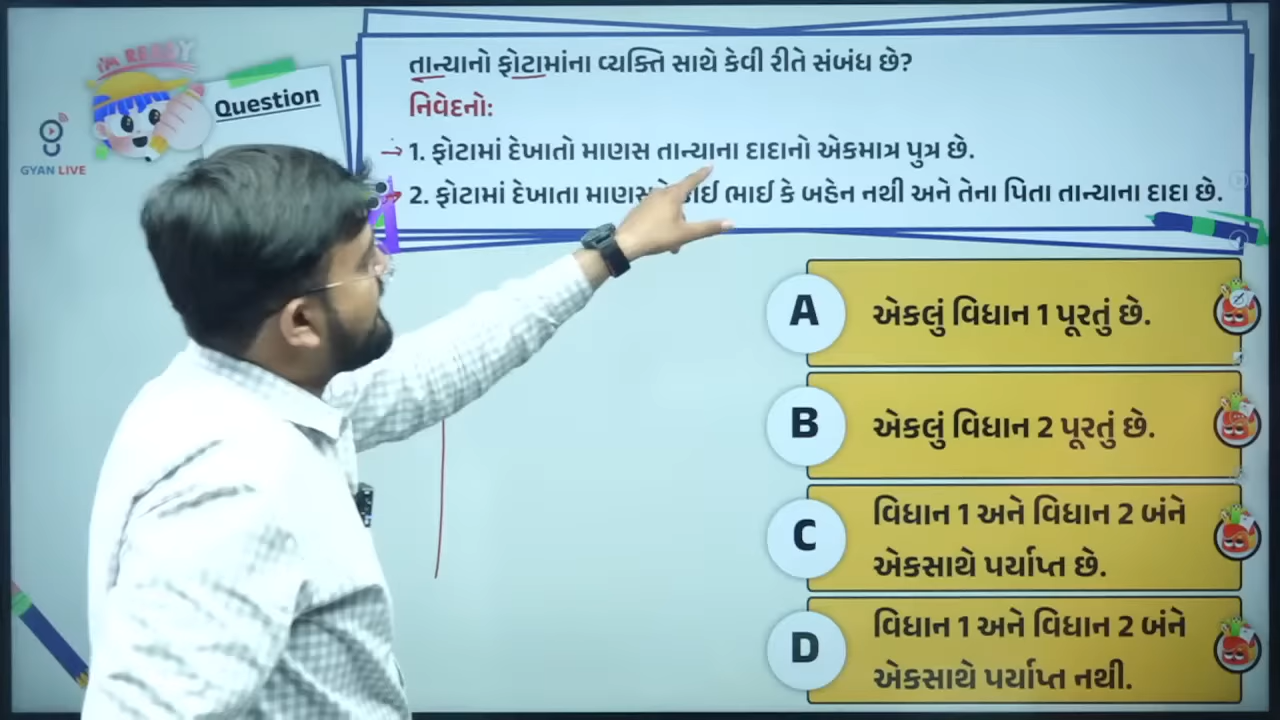 I'M READY
Question
GYAN LIVE
તાન્યાનો ફોટામાંના વ્યક્તિ સાથે કેવી રીતે સંબંધ છે?
નિવેદનો:
1. ફોટામાં દેખાતો માણસ તાન્યાના દાદાનો એકમાત્ર પુત્ર છે.
2. ફોટામાં દેખાતા ભાઈ કે બહેન નથી અને તેના પિતા તાન્યાના દાદા છે.
A એકલું વિધાન 1 પૂરતું છે.
B એકલું વિધાન 2 પૂરતું છે.
C વિધાન 1 અને વિધાન 2 બંને
એકસાથે પર્યાપ્ત છે.
D વિધાન 1 અને વિધાન 2 બંને
એકસાથે પર્યાપ્ત નથી.